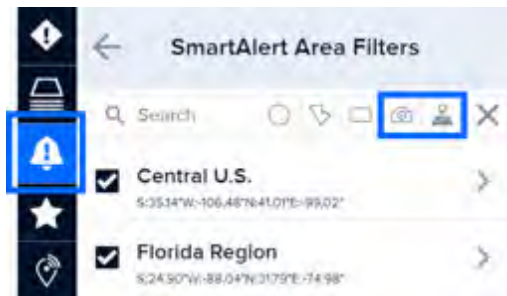 SmartAlert Area Filters
Search
Central U.S.
S:35.14°W:-106.48°N:41.01°E:-99.02°
Florida Region
S:24.90°W:-88.04°N:31.79°E:-74.98°